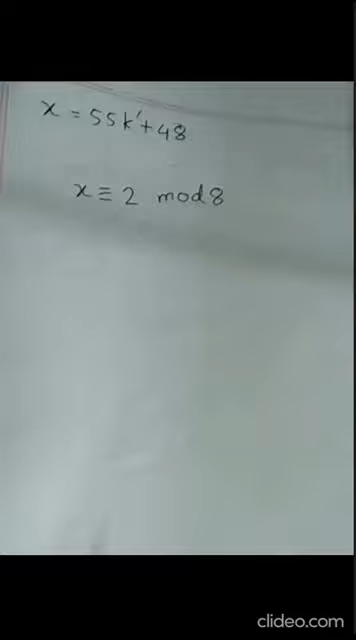 x = 55k'+48
x ≡ 2 mod 8
clideo.com